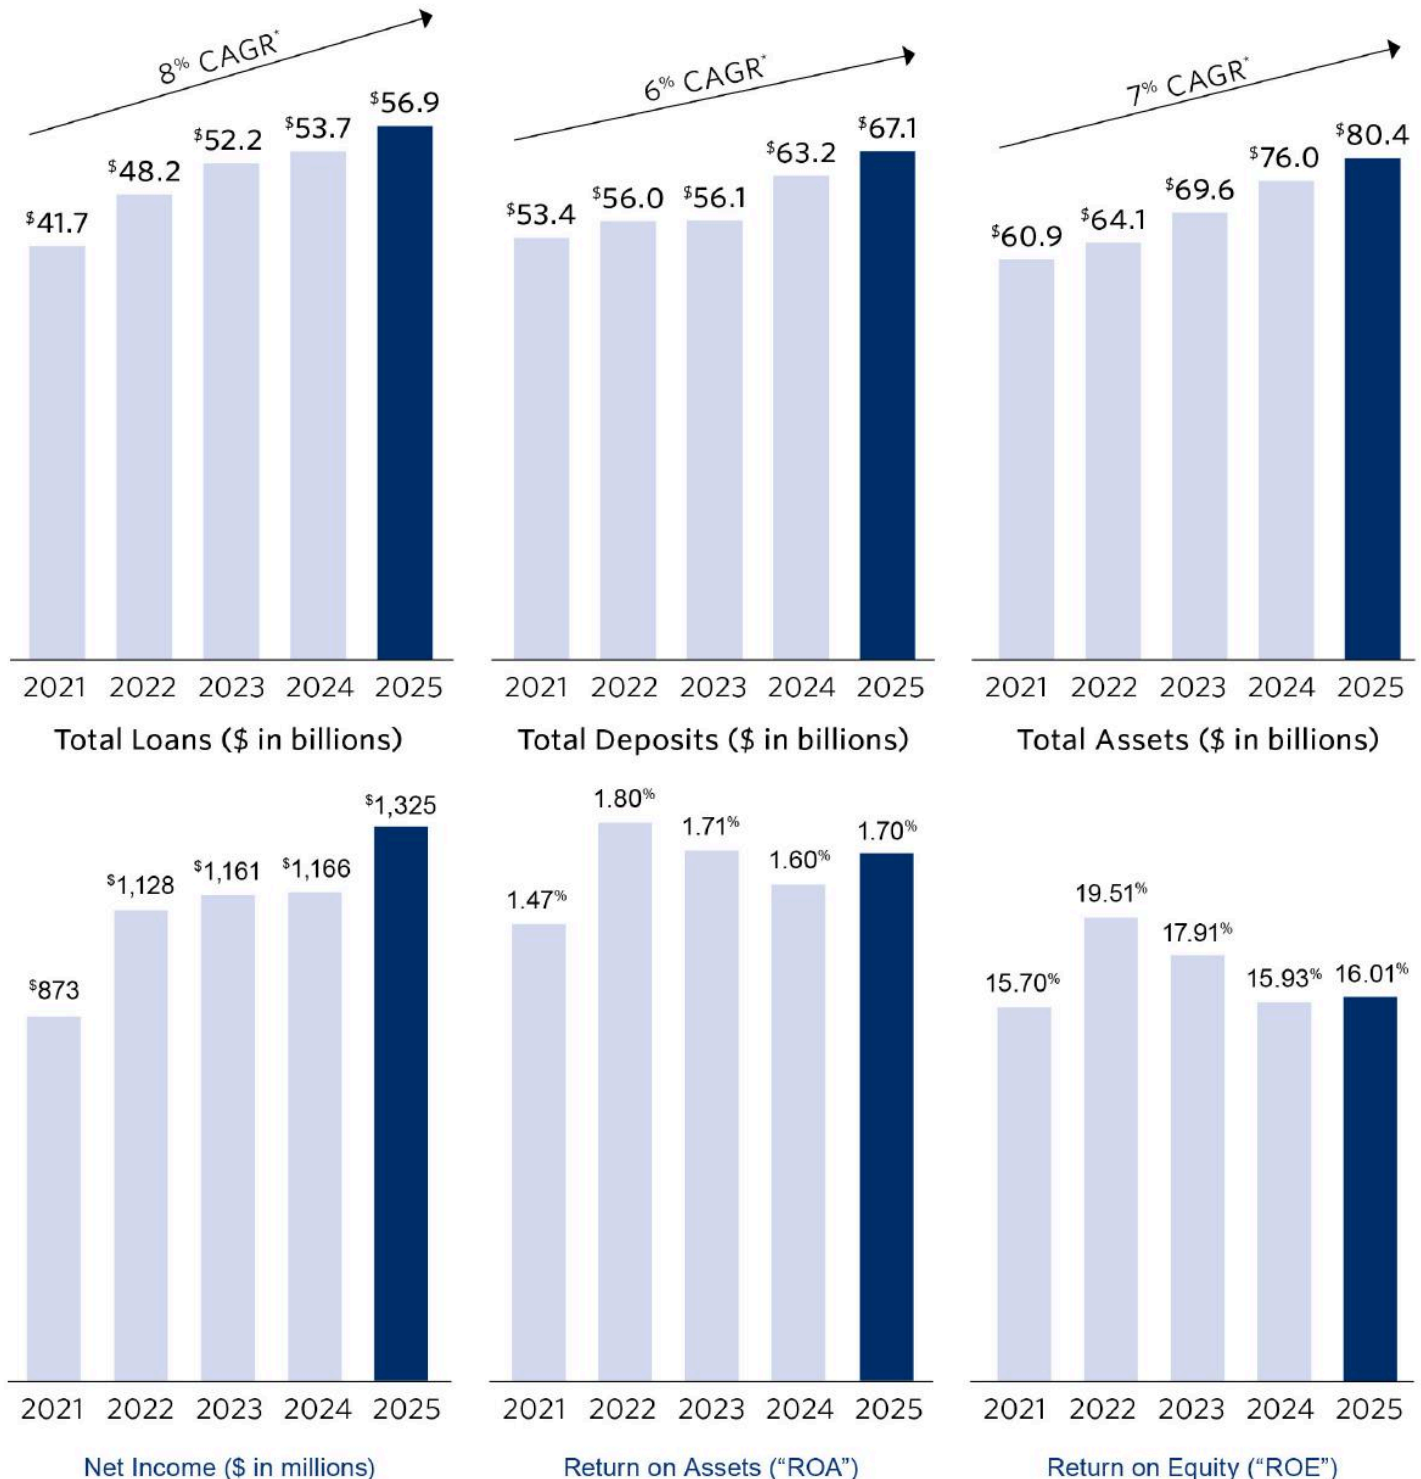 8% CAGR*
$41.7
$48.2
$52.2
$53.7
$56.9
2021 2022 2023 2024 2025
Total Loans ($ in billions)
6% CAGR*
$53.4
$56.0
$56.1
$63.2
$67.1
2021 2022 2023 2024 2025
Total Deposits ($ in billions)
7% CAGR*
$60.9
$64.1
$69.6
$76.0
$80.4
2021 2022 2023 2024 2025
Total Assets ($ in billions)
$873
$1,128
$1,161
$1,166
$1,325
2021 2022 2023 2024 2025
Net Income ($ in millions)
1.47%
1.80%
1.71%
1.60%
1.70%
2021 2022 2023 2024 2025
Return on Assets (“ROA”)
15.70%
19.51%
17.91%
15.93%
16.01%
2021 2022 2023 2024 2025
Return on Equity (“ROE”)